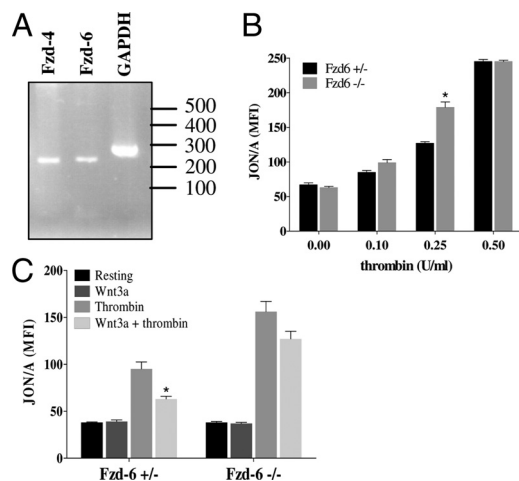 A
Fzd-4
Fzd-6
GAPDH
500
400
300
200
100
B
Fzd6 +/-
Fzd6 -/-
JON/A (MFI)
250
200
150
100
50
0
*
0.00 0.10 0.25 0.50
thrombin (U/ml)
C
Resting
Wnt3a
Thrombin
Wnt3a + thrombin
JON/A (MFI)
200
150
100
50
0
*
Fzd-6 +/- Fzd-6 -/-